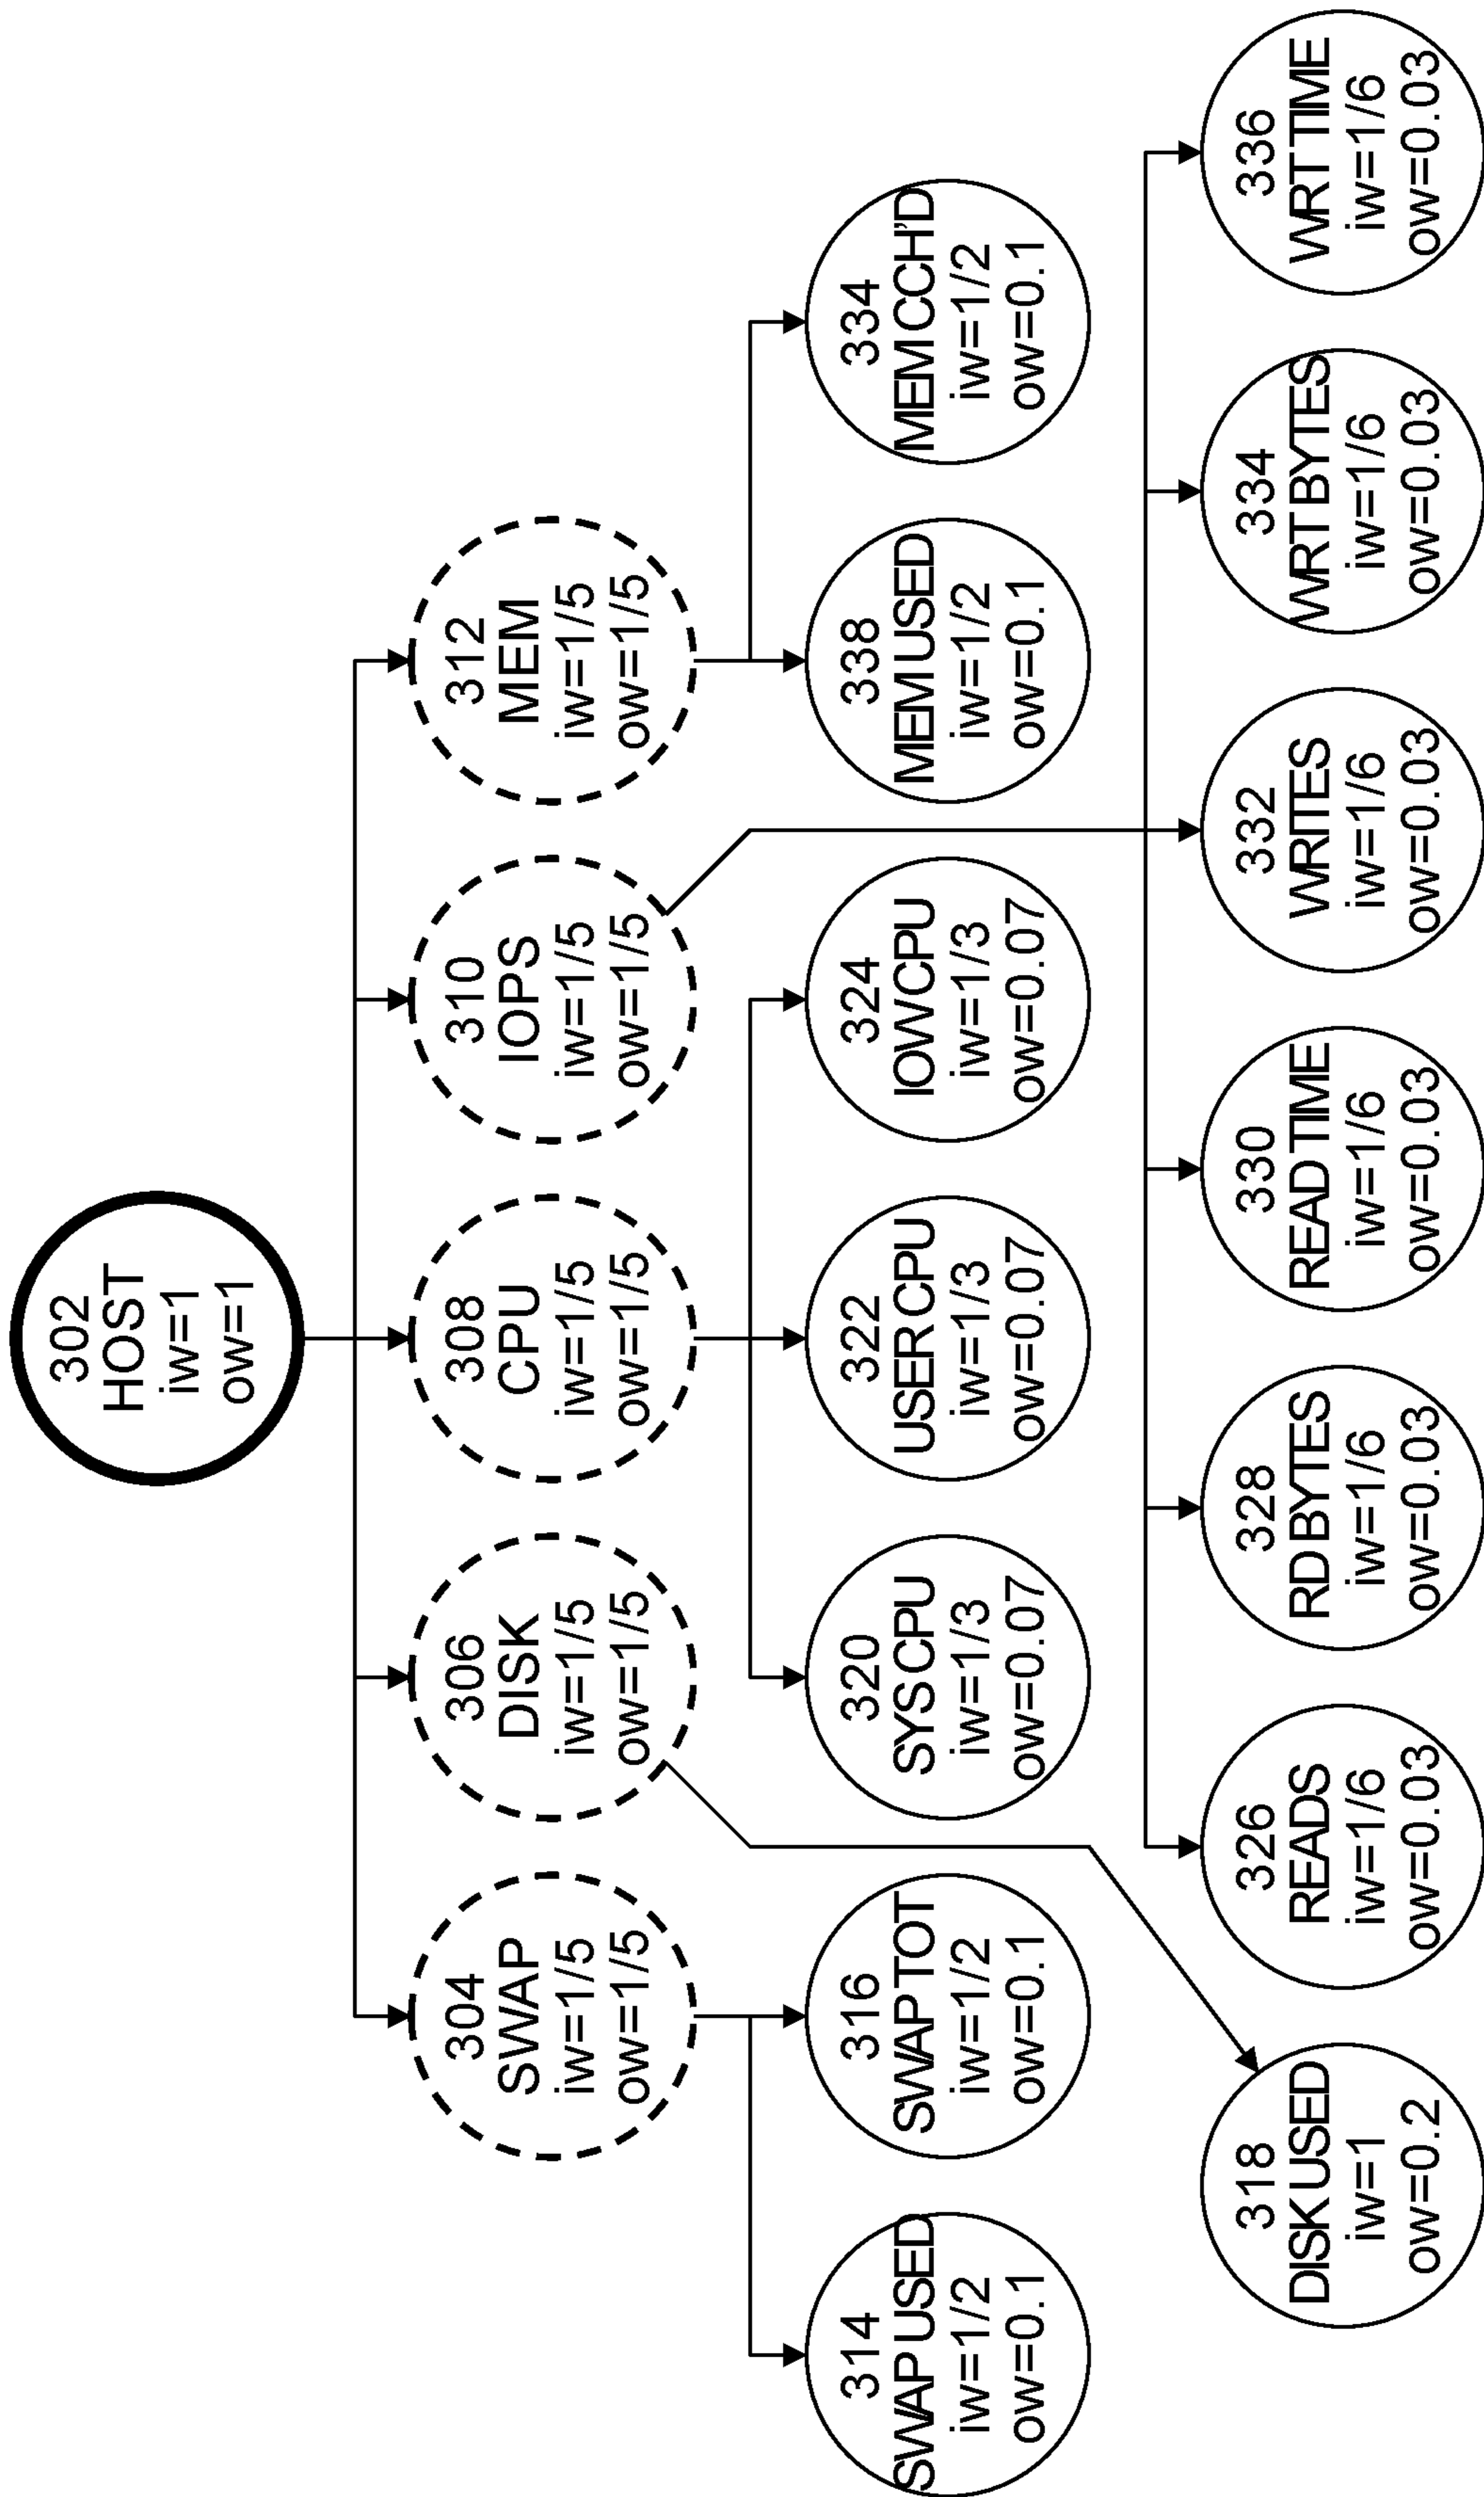 302
HOST
iw=1
ow=1
304
SWAP
iw=1/5
ow=1/5
306
DISK
iw=1/5
ow=1/5
308
CPU
iw=1/5
ow=1/5
310
IOPS
iw=1/5
ow=1/5
312
MEM
iw=1/5
ow=1/5
314
SWAP USED
iw=1/2
ow=0.1
316
SWAP TOT
iw=1/2
ow=0.1
320
SYSCPU
iw=1/3
ow=0.07
322
USER CPU
iw=1/3
ow=0.07
324
IOWCPU
iw=1/3
ow=0.07
338
MEM USED
iw=1/2
ow=0.1
334
MEM CCH'D
iw=1/2
ow=0.1
318
DISK USED
iw=1
ow=0.2
326
READS
iw=1/6
ow=0.03
328
RD BYTES
iw=1/6
ow=0.03
330
READ TIME
iw=1/6
ow=0.03
332
WRITES
iw=1/6
ow=0.03
334
WRT BYTES
iw=1/6
ow=0.03
336
WRT TIME
iw=1/6
ow=0.03